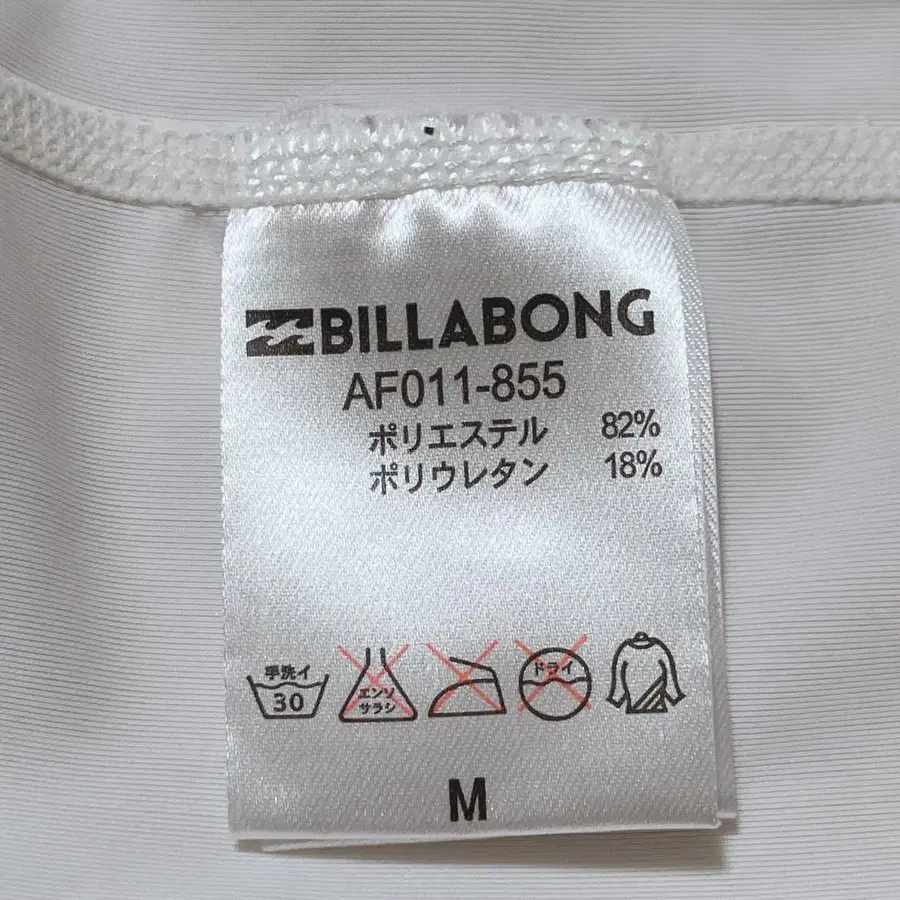 BILLABONG
AF011-855
ポリエステル 82%
ポリウレタン 18%
手洗イ
30
エンソ
サラシ
ドライ
M